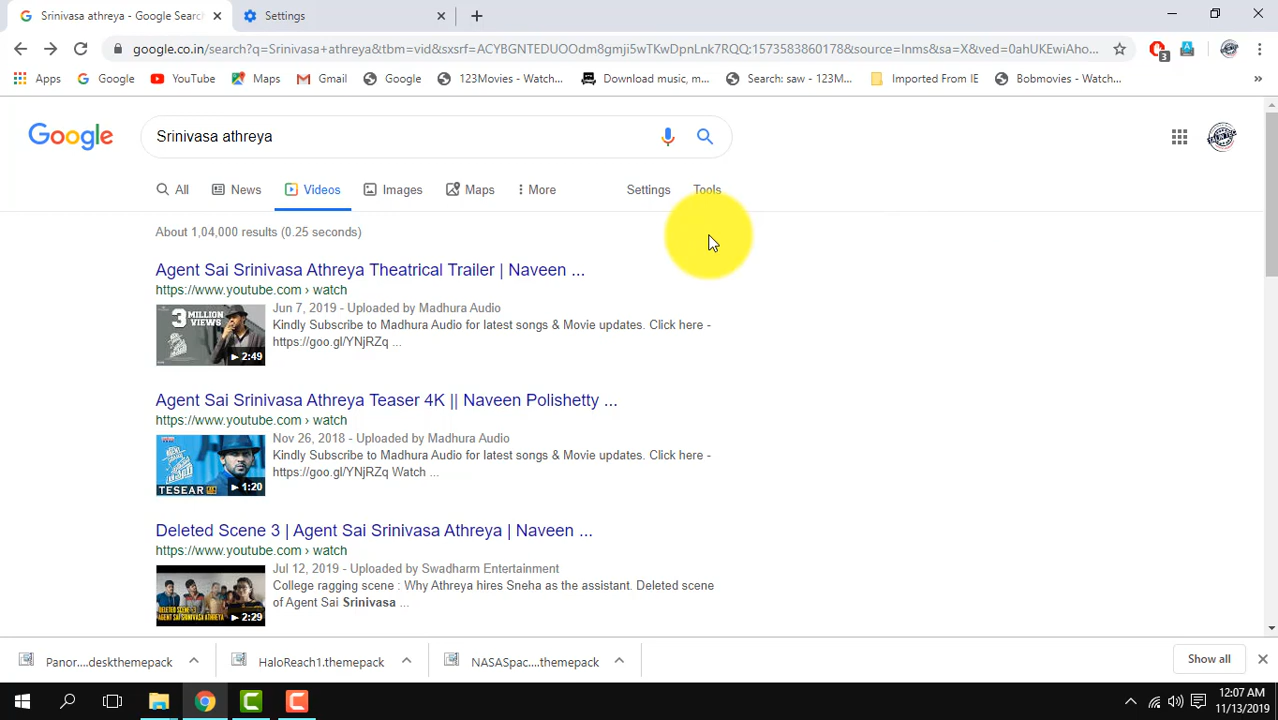 Srinivasa athreya - Google Searc
Settings
google.co.in/search?q=Srinivasa+athreya&tbm=vid&sxsrf=ACYBGNTEDUOOdm8gmji5wTKwDpnLnk7RQQ:1573583860178&source=lnms&sa=X&ved=0ahUKEwiAho...
3
Apps Google YouTube Maps Gmail Google 123Movies - Watch... Download music, m... Search: saw - 123M... Imported From IE Bobmovies - Watch... »
Google
Srinivasa athreya
All News Videos Images Maps More Settings Tools
About 1,04,000 results (0.25 seconds)
Agent Sai Srinivasa Athreya Theatrical Trailer | Naveen ...
https://www.youtube.com › watch
Jun 7, 2019 - Uploaded by Madhura Audio
Kindly Subscribe to Madhura Audio for latest songs & Movie updates. Click here -
https://goo.gl/YNjRZq ...
3 MILLION
VIEWS
2:49
Agent Sai Srinivasa Athreya Teaser 4K || Naveen Polishetty ...
https://www.youtube.com › watch
Nov 26, 2018 - Uploaded by Madhura Audio
Kindly Subscribe to Madhura Audio for latest songs & Movie updates. Click here -
https://goo.gl/YNjRZq Watch ...
TESEAR
1:20
Deleted Scene 3 | Agent Sai Srinivasa Athreya | Naveen ...
https://www.youtube.com › watch
Jul 12, 2019 - Uploaded by Swadharm Entertainment
College ragging scene : Why Athreya hires Sneha as the assistant. Deleted scene
of Agent Sai Srinivasa ...
2:29
Panor....deskthemepack HaloReach1.themepack NASASpac....themepack Show all
12:07 AM
11/13/2019